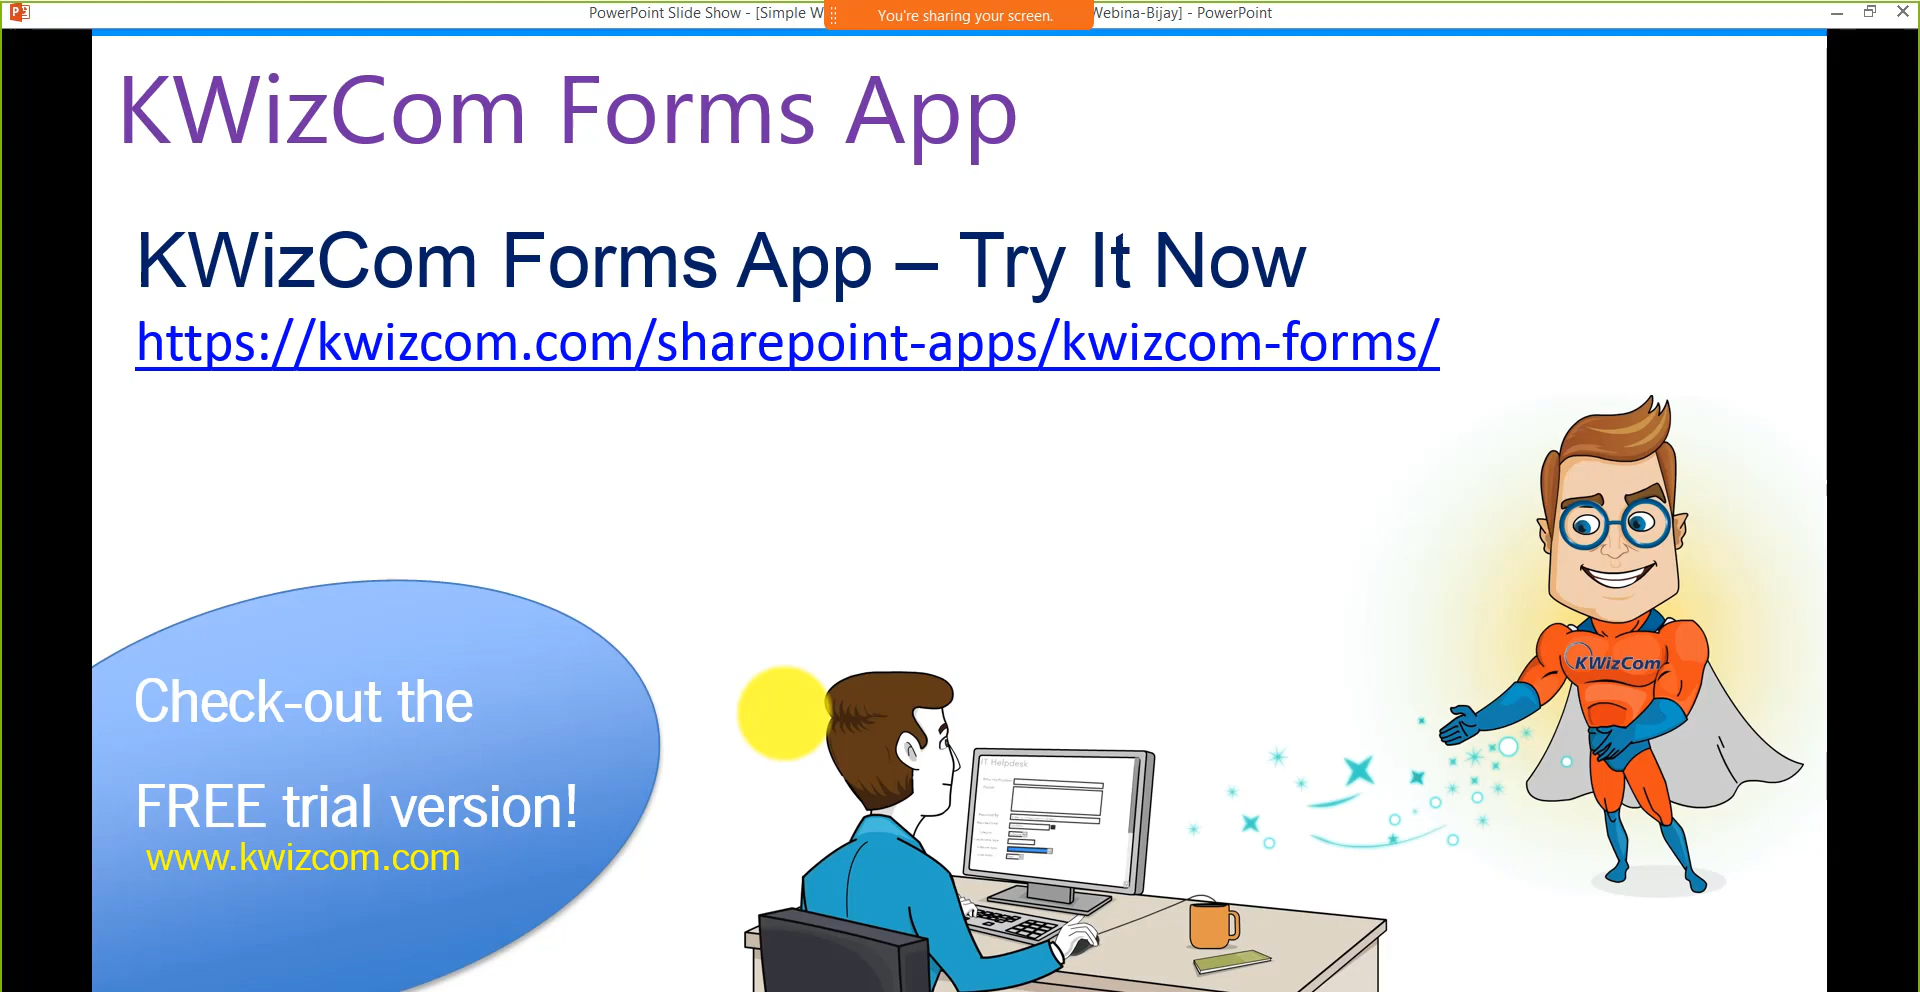 PowerPoint Slide Show - [Simple W
You're sharing your screen.
Webina-Bijay] - PowerPoint
KWizCom Forms App
KWizCom Forms App – Try It Now
https://kwizcom.com/sharepoint-apps/kwizcom-forms/
KWizCom
Check-out the
IT Helpdesk
FREE trial version!
www.kwizcom.com